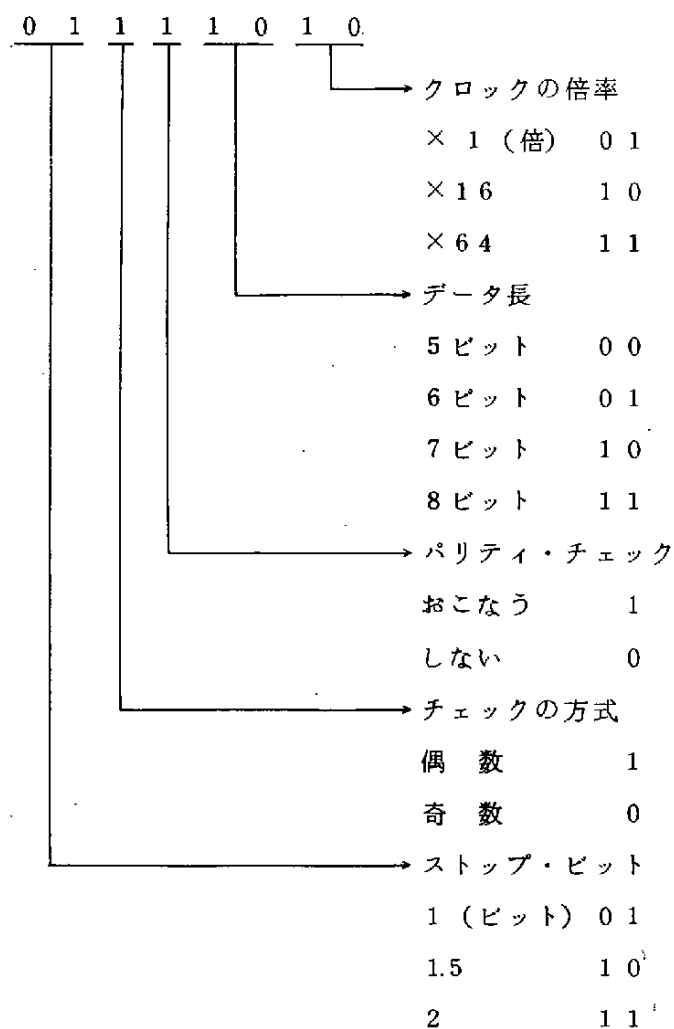 0 1 1 1 1 0 1 0
クロックの倍率
× 1 (倍) 0 1
×16 1 0
×64 1 1
データ長
5ビット 0 0
6ビット 0 1
7ビット 1 0
8ビット 1 1
パリティ・チェック
おこなう 1
しない 0
チェックの方式
偶 数 1
奇 数 0
ストップ・ビット
1 (ビット) 0 1
1.5 1 0
2 1 1